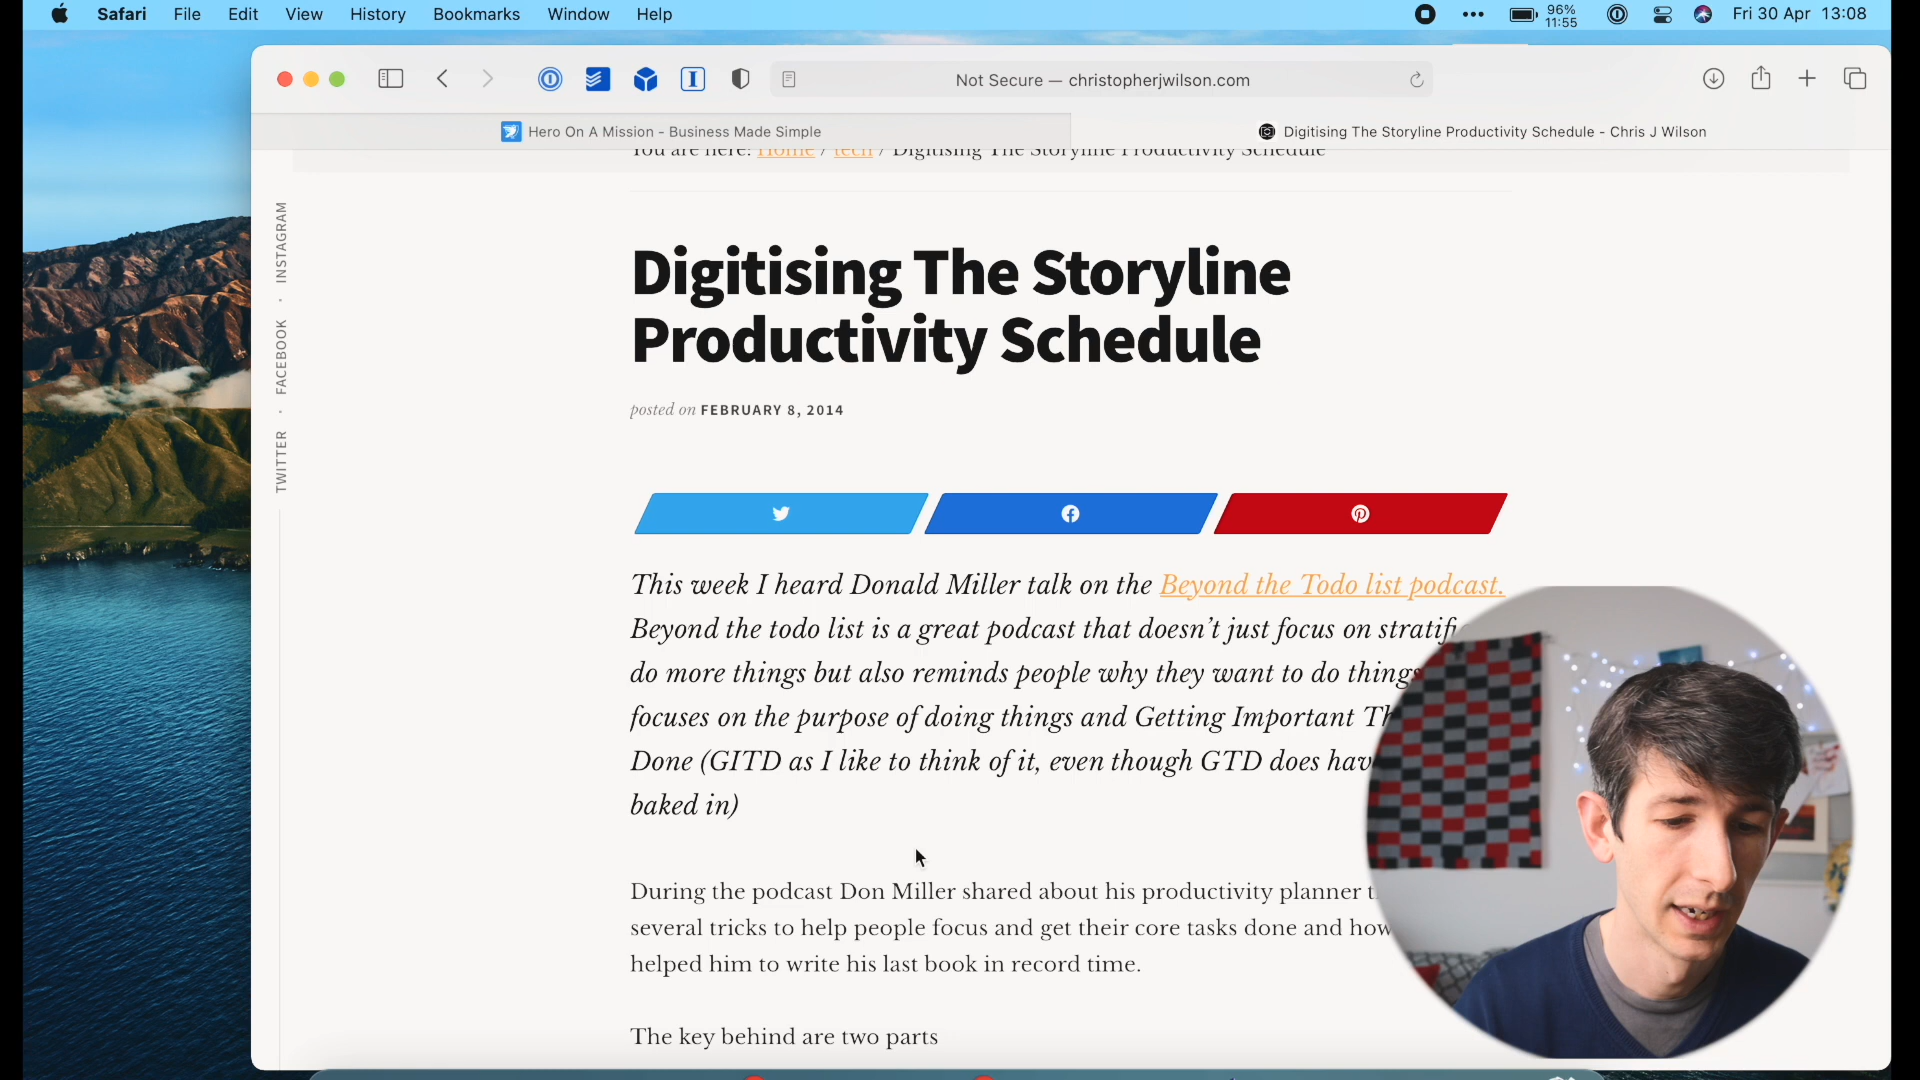 Safari File Edit View History Bookmarks Window Help
96%
11:55
Fri 30 Apr 13:08
Not Secure — christopherjwilson.com
Hero On A Mission - Business Made Simple
Digitising The Storyline Productivity Schedule - Chris J Wilson
You are here: Home / tech / Digitising The Storyline Productivity Schedule
TWITTER · FACEBOOK · INSTAGRAM
Digitising The Storyline
Productivity Schedule
posted on FEBRUARY 8, 2014
This week I heard Donald Miller talk on the Beyond the Todo list podcast.
Beyond the todo list is a great podcast that doesn’t just focus on
do more things but also reminds people why they want to do things
focuses on the purpose of doing things and Getting Important
Done (GITD as I like to think of it, even though GTD does
baked in)
During the podcast Don Miller shared about his productivity planner
several tricks to help people focus and get their core tasks done and how
helped him to write his last book in record time.
The key behind are two parts